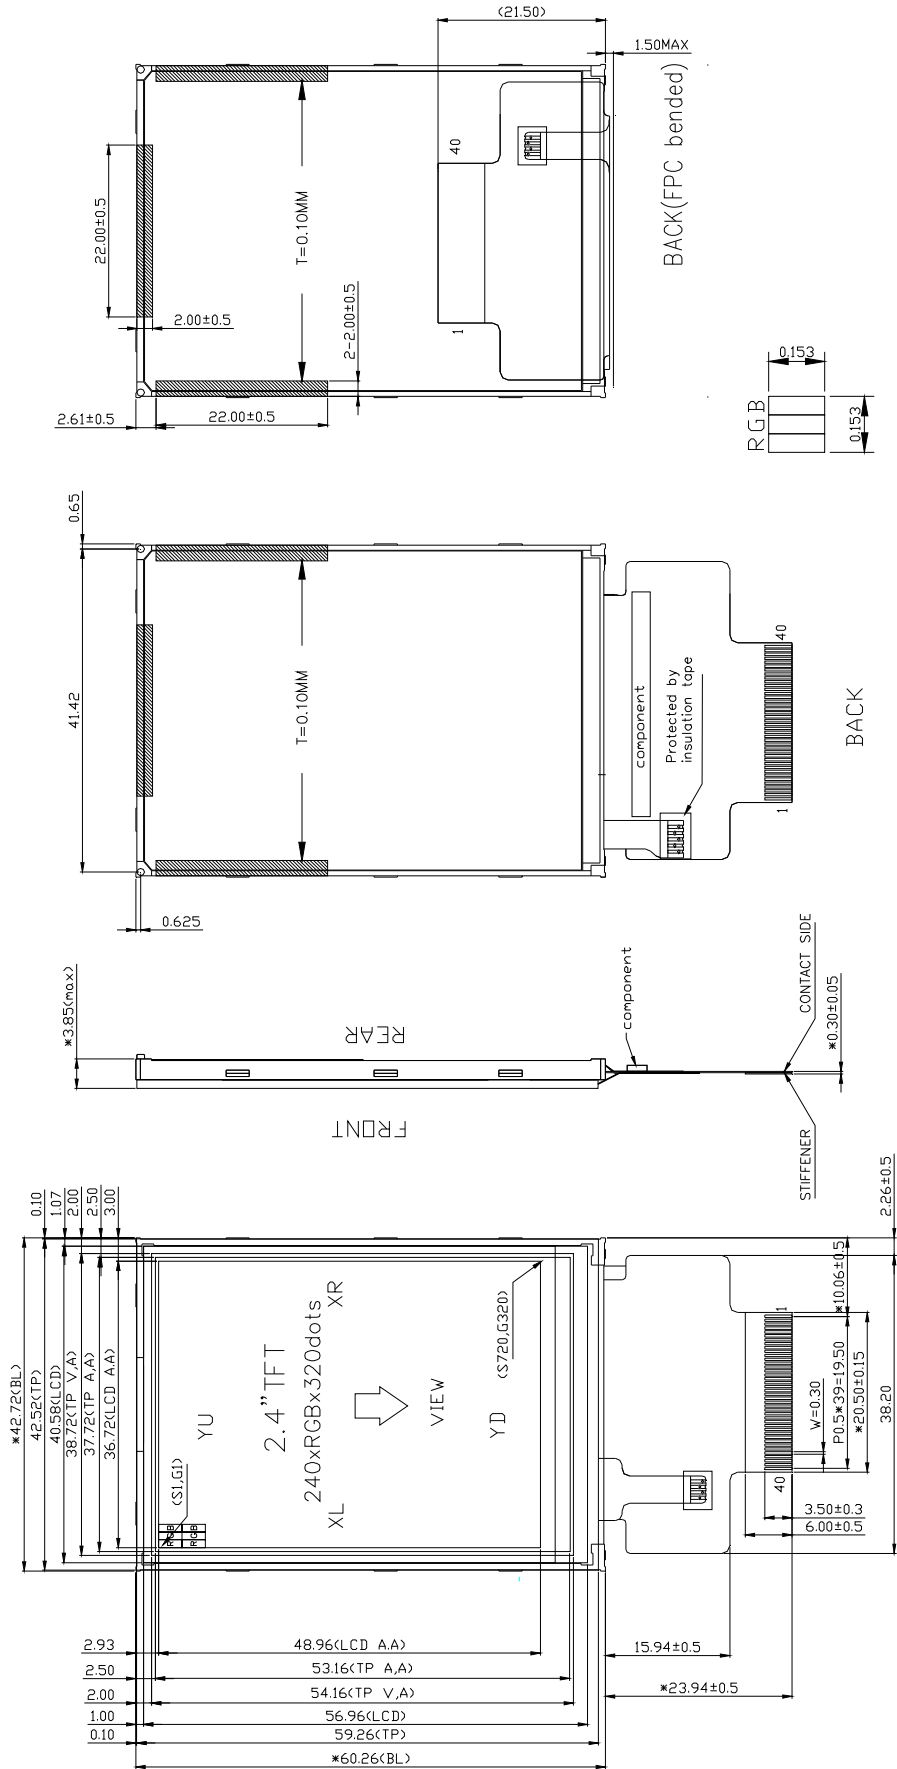 (21.50)
1.50MAX
BACK(FPC bended)
40
1
22.00±0.5
T=0.10MM
2.00±0.5
2-2.00±0.5
2.61±0.5
22.00±0.5
0.153
RGB
0.153
0.65
41.42
T=0.10MM
0.625
component
Protected by
insulation tape
40
1
BACK
*3.85(max)
REAR
FRONT
component
CONTACT SIDE
*0.30±0.05
STIFFENER
0.10
1.07
2.00
2.50
3.00
*42.72(BL)
42.52(TP)
40.58(LCD)
38.72(TP V,A)
37.72(TP A,A)
36.72(LCD A.A)
2.26±0.5
*10.06±0.5
XR
(S720,G320)
YU
2.4"TFT
240xRGBx320dots
VIEW
YD
(S1,G1)
RGB
RGB
XL
1
40
W=0.30
P0.5*39=19.50
*20.50±0.15
38.20
3.50±0.3
6.00±0.5
2.93
48.96(LCD A.A)
15.94±0.5
2.50
53.16(TP A,A)
2.00
54.16(TP V,A)
*23.94±0.5
1.00
56.96(LCD)
0.10
59.26(TP)
*60.26(BL)